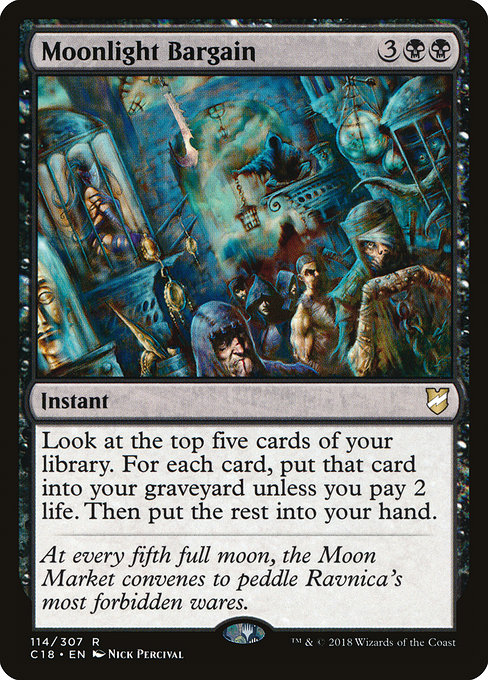 Moonlight Bargain 3
Instant
Look at the top five cards of your
library. For each card, put that card
into your graveyard unless you pay 2
life. Then put the rest into your hand.
At every fifth full moon, the Moon
Market convenes to peddle Ravnica's
most forbidden wares.
114/307 R
C18 • EN Nick Percival
™ & © 2018 Wizards of the Coast